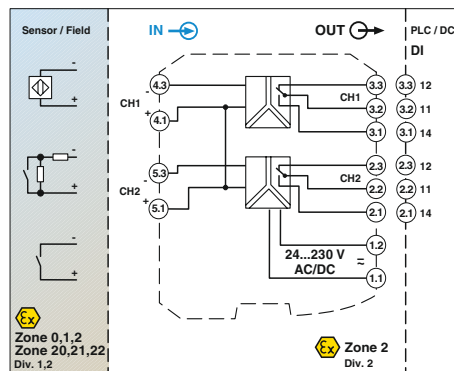 Sensor / Field
IN
OUT
PLC / DC
DI
-
+
-
+
-
+
4.3
-
CH1
+
4.1
5.3
-
CH2
+
5.1
CH1
3.3
3.2
3.1
CH2
2.3
2.2
2.1
24...230 V
AC/DC
≂
1.2
1.1
3.3 12
3.2 11
3.1 14
2.3 12
2.2 11
2.1 14
Ex
Zone 0,1,2
Zone 20,21,22
Div. 1,2
Ex
Zone 2
Div. 2